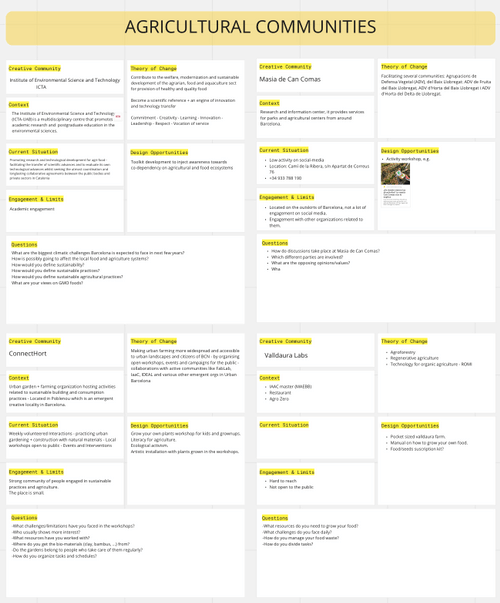 AGRICULTURAL COMMUNITIES
Creative Community
Institute of Environmental Science and Technology
ICTA
Context
The Institute of Environmental Science and Technology
(ICTA-UAB) is a multidisciplinary centre that promotes
academic research and postgraduate education in the
environmental sciences.
Current Situation
Promoting research and technological development for agri-food
facilitating the transfer of scientific advances and to evaluate its own
technological advances whilst seeking the utmost coordination and
Engagement & Limits
Academic engagement
Theory of Change
Contribute to the welfare, modernisation and sustainable
development of the agrarian, food and aquaculture sector
for provision of healthy and quality food
Become a scientific reference + an engine of innovation
and technology transfer
Commitment - Creativity - Learning - Innovation -
Leadership - Respect - Vocation of service
Design Opportunities
Toolkit development to inject awareness towards
co-dependency on agricultural and food ecosystems
Questions
What are the biggest climate challenges Barcelona is expected to face in next few years?
How is possibly going to affect the local food and agriculture systems?
How would you define sustainability?
How would you define sustainable practices?
How would you define sustainable agricultural practices?
What are your views on GMO foods?
Creative Community
Masia de Can Comas
Context
Research and information center, it provides services
for parks and agricultural owners from around
Barcelona.
Current Situation
• Low activity on social media
• Location: Camí de la Ribera, s/n Apartat de Correus
79
• +34 933 788 190
Engagement & Limits
• Located on the outskirts of Barcelona, not a lot of
engagement on social media.
• Engagement with other organizations related to
them.
Theory of Change
Facilitating several communities: Agrupacions de
Defensa Vegetal (ADV), del Baix Llobregat, ADV de Fruita
del Baix Llobregat, ADV d'Horta del Baix Llobregat i ADV
d'Horta del Delta de Llobregat.
Design Opportunities
• Activity workshop, e.g.
Questions
• How do discussions take place at Masia de Can Comas?
• Which different parties are involved?
• What are the opposing opinions/values?
• Wha
Creative Community
ConnectHort
Context
Urban garden + farming organization hosting activities
related to sustainable building and consumption
practices - Located in Poblenou which is an emergent
creative locality in Barcelona.
Current Situation
Weekly volunteered interactions - practicing urban
gardening + construction with natural materials - Local
workshops open to public - Events and interventions
Engagement & Limits
Strong community of people engaged in sustainable
practices and agriculture.
The place is small.
Theory of Change
Making urban farming more widespread and accessible
to urban landscapes and citizens of BCN - by organising
open workshops, events and campaigns for the public -
collaborations with active communities like FabLab,
IaaC, IDEAL and various other emergent orgs in Urban
Barcelona
Design Opportunities
Grow your own plants workshop for kids and grownups.
Literacy for agriculture.
Ecological activism.
Artistic installation with plants grown in the workshops.
Questions
-What challenges/limitations have you faced in the workshops?
-Who usually shows more interest?
-What resources have you worked with?
-Where do you get the bio-materials (clay, bamboo, ...) from?
-Do the gardens belong to people who take care of them regularly?
-How do you organize tasks and schedules?
Creative Community
Valldaura Labs
Context
• IAAC master (MAEBB)
• Restaurant
• Agro Zero
Current Situation
Engagement & Limits
• Hard to reach
• Not open to the public
Theory of Change
• Agroforestry
• Regenerative agriculture
• Technology for organic agriculture - ROMI
Design Opportunities
• Pocket sized valldaura farm.
• Manual on how to grow your own food.
• Food/seeds suscription kit?
Questions
-What resources do you need to grow your food?
-What challenges do you face daily?
-How do you manage your food waste?
-How do you divide tasks?